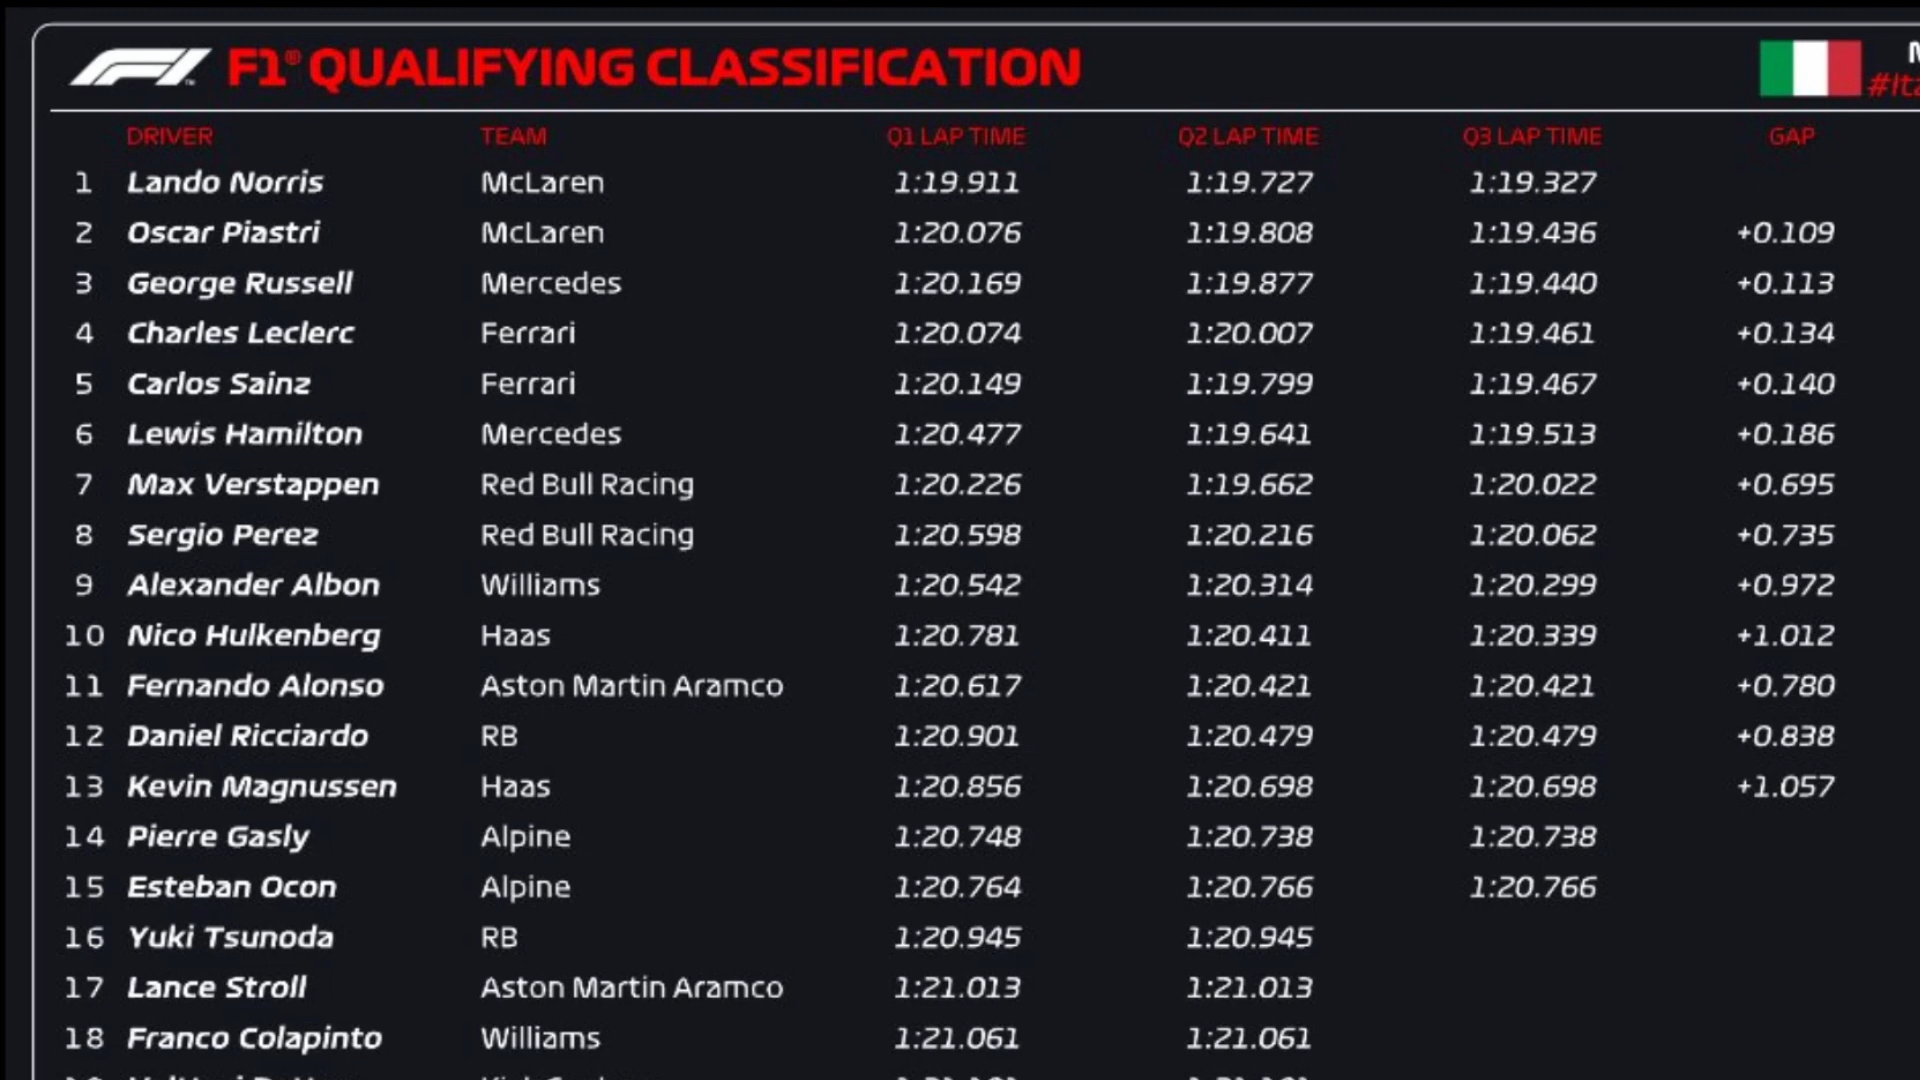 F1® QUALIFYING CLASSIFICATION
DRIVER TEAM Q1 LAP TIME Q2 LAP TIME Q3 LAP TIME GAP
1 Lando Norris McLaren 1:19.911 1:19.727 1:19.327
2 Oscar Piastri McLaren 1:20.076 1:19.808 1:19.436 +0.109
3 George Russell Mercedes 1:20.169 1:19.877 1:19.440 +0.113
4 Charles Leclerc Ferrari 1:20.074 1:20.007 1:19.461 +0.134
5 Carlos Sainz Ferrari 1:20.149 1:19.799 1:19.467 +0.140
6 Lewis Hamilton Mercedes 1:20.477 1:19.641 1:19.513 +0.186
7 Max Verstappen Red Bull Racing 1:20.226 1:19.662 1:20.022 +0.695
8 Sergio Perez Red Bull Racing 1:20.598 1:20.216 1:20.062 +0.735
9 Alexander Albon Williams 1:20.542 1:20.314 1:20.299 +0.972
10 Nico Hulkenberg Haas 1:20.781 1:20.411 1:20.339 +1.012
11 Fernando Alonso Aston Martin Aramco 1:20.617 1:20.421 1:20.421 +0.780
12 Daniel Ricciardo RB 1:20.901 1:20.479 1:20.479 +0.838
13 Kevin Magnussen Haas 1:20.856 1:20.698 1:20.698 +1.057
14 Pierre Gasly Alpine 1:20.748 1:20.738 1:20.738
15 Esteban Ocon Alpine 1:20.764 1:20.766 1:20.766
16 Yuki Tsunoda RB 1:20.945 1:20.945
17 Lance Stroll Aston Martin Aramco 1:21.013 1:21.013
18 Franco Colapinto Williams 1:21.061 1:21.061